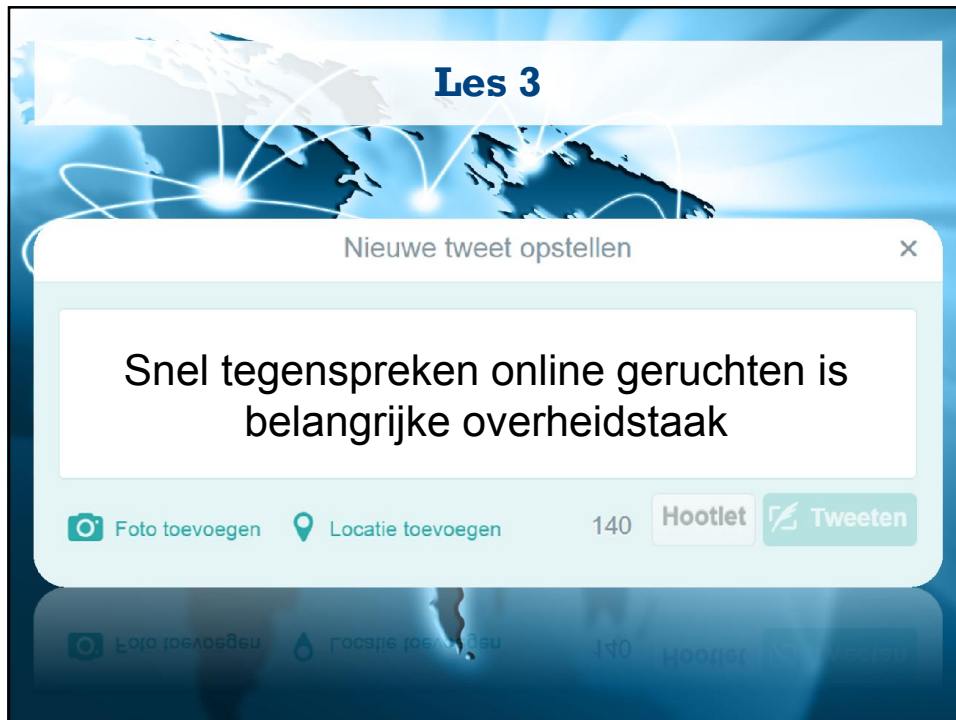 Les 3
Nieuwe tweet opstellen ×
Snel tegenspreken online geruchten is
belangrijke overheidstaak
Foto toevoegen Locatie toevoegen 140 Hootlet Tweeten